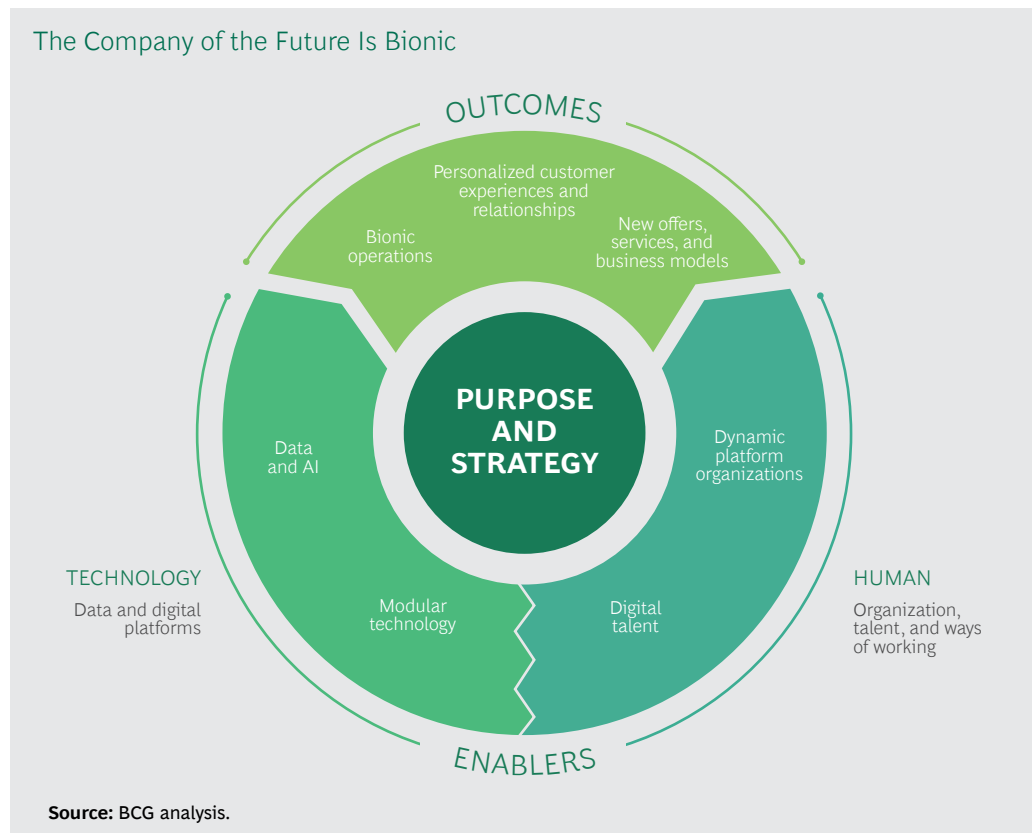 The Company of the Future Is Bionic
OUTCOMES
Personalized customer
experiences and
relationships
Bionic
operations
New offers,
services, and
business models
PURPOSE
AND
STRATEGY
Data
and AI
Dynamic
platform
organizations
TECHNOLOGY
Data and digital
platforms
Modular
technology
Digital
talent
HUMAN
Organization,
talent, and ways
of working
ENABLERS
Source: BCG analysis.